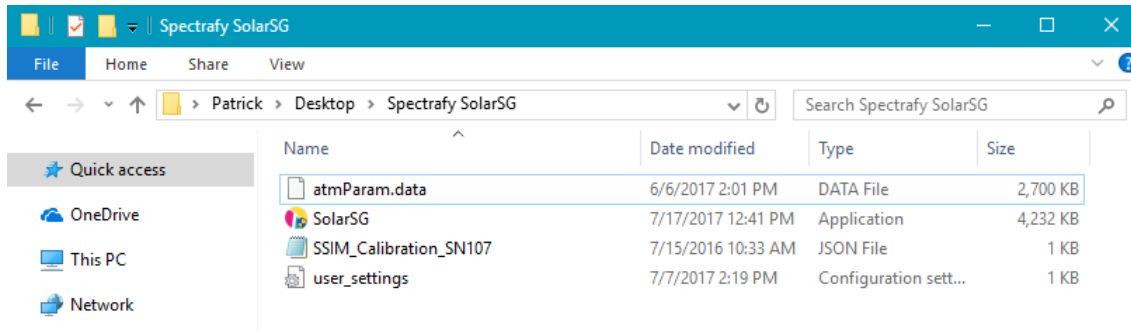 Spectrafy SolarSG
File Home Share View
Patrick > Desktop > Spectrafy SolarSG Search Spectrafy SolarSG
Quick access
OneDrive
This PC
Network
Name Date modified Type Size
atmParam.data 6/6/2017 2:01 PM DATA File 2,700 KB
SolarSG 7/17/2017 12:41 PM Application 4,232 KB
SSIM_Calibration_SN107 7/15/2016 10:33 AM JSON File 1 KB
user_settings 7/7/2017 2:19 PM Configuration sett... 1 KB